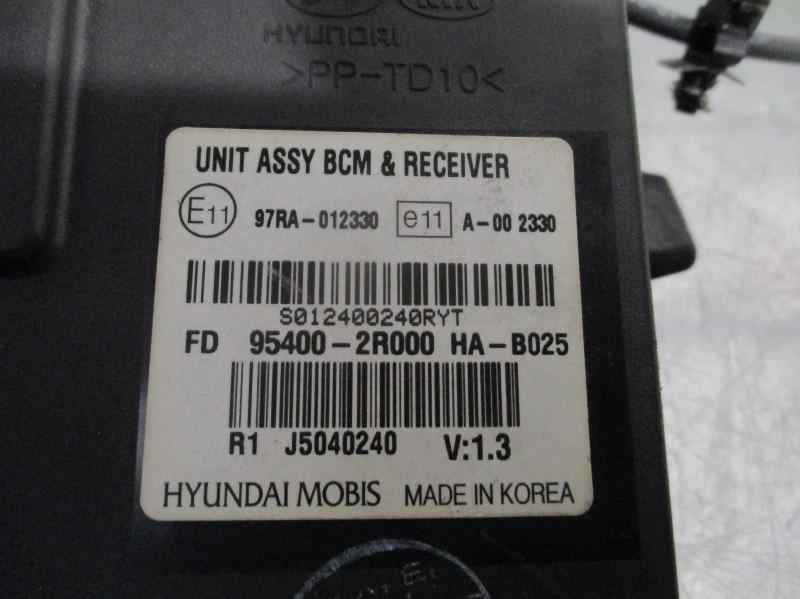 HYUNDAI
>PP-TD10<
UNIT ASSY BCM & RECEIVER
E11 97RA-012330 e11 A-00 2330
S012400240RYT
FD 95400-2R000 HA-B025
R1 J5040240 V:1.3
HYUNDAI MOBIS MADE IN KOREA